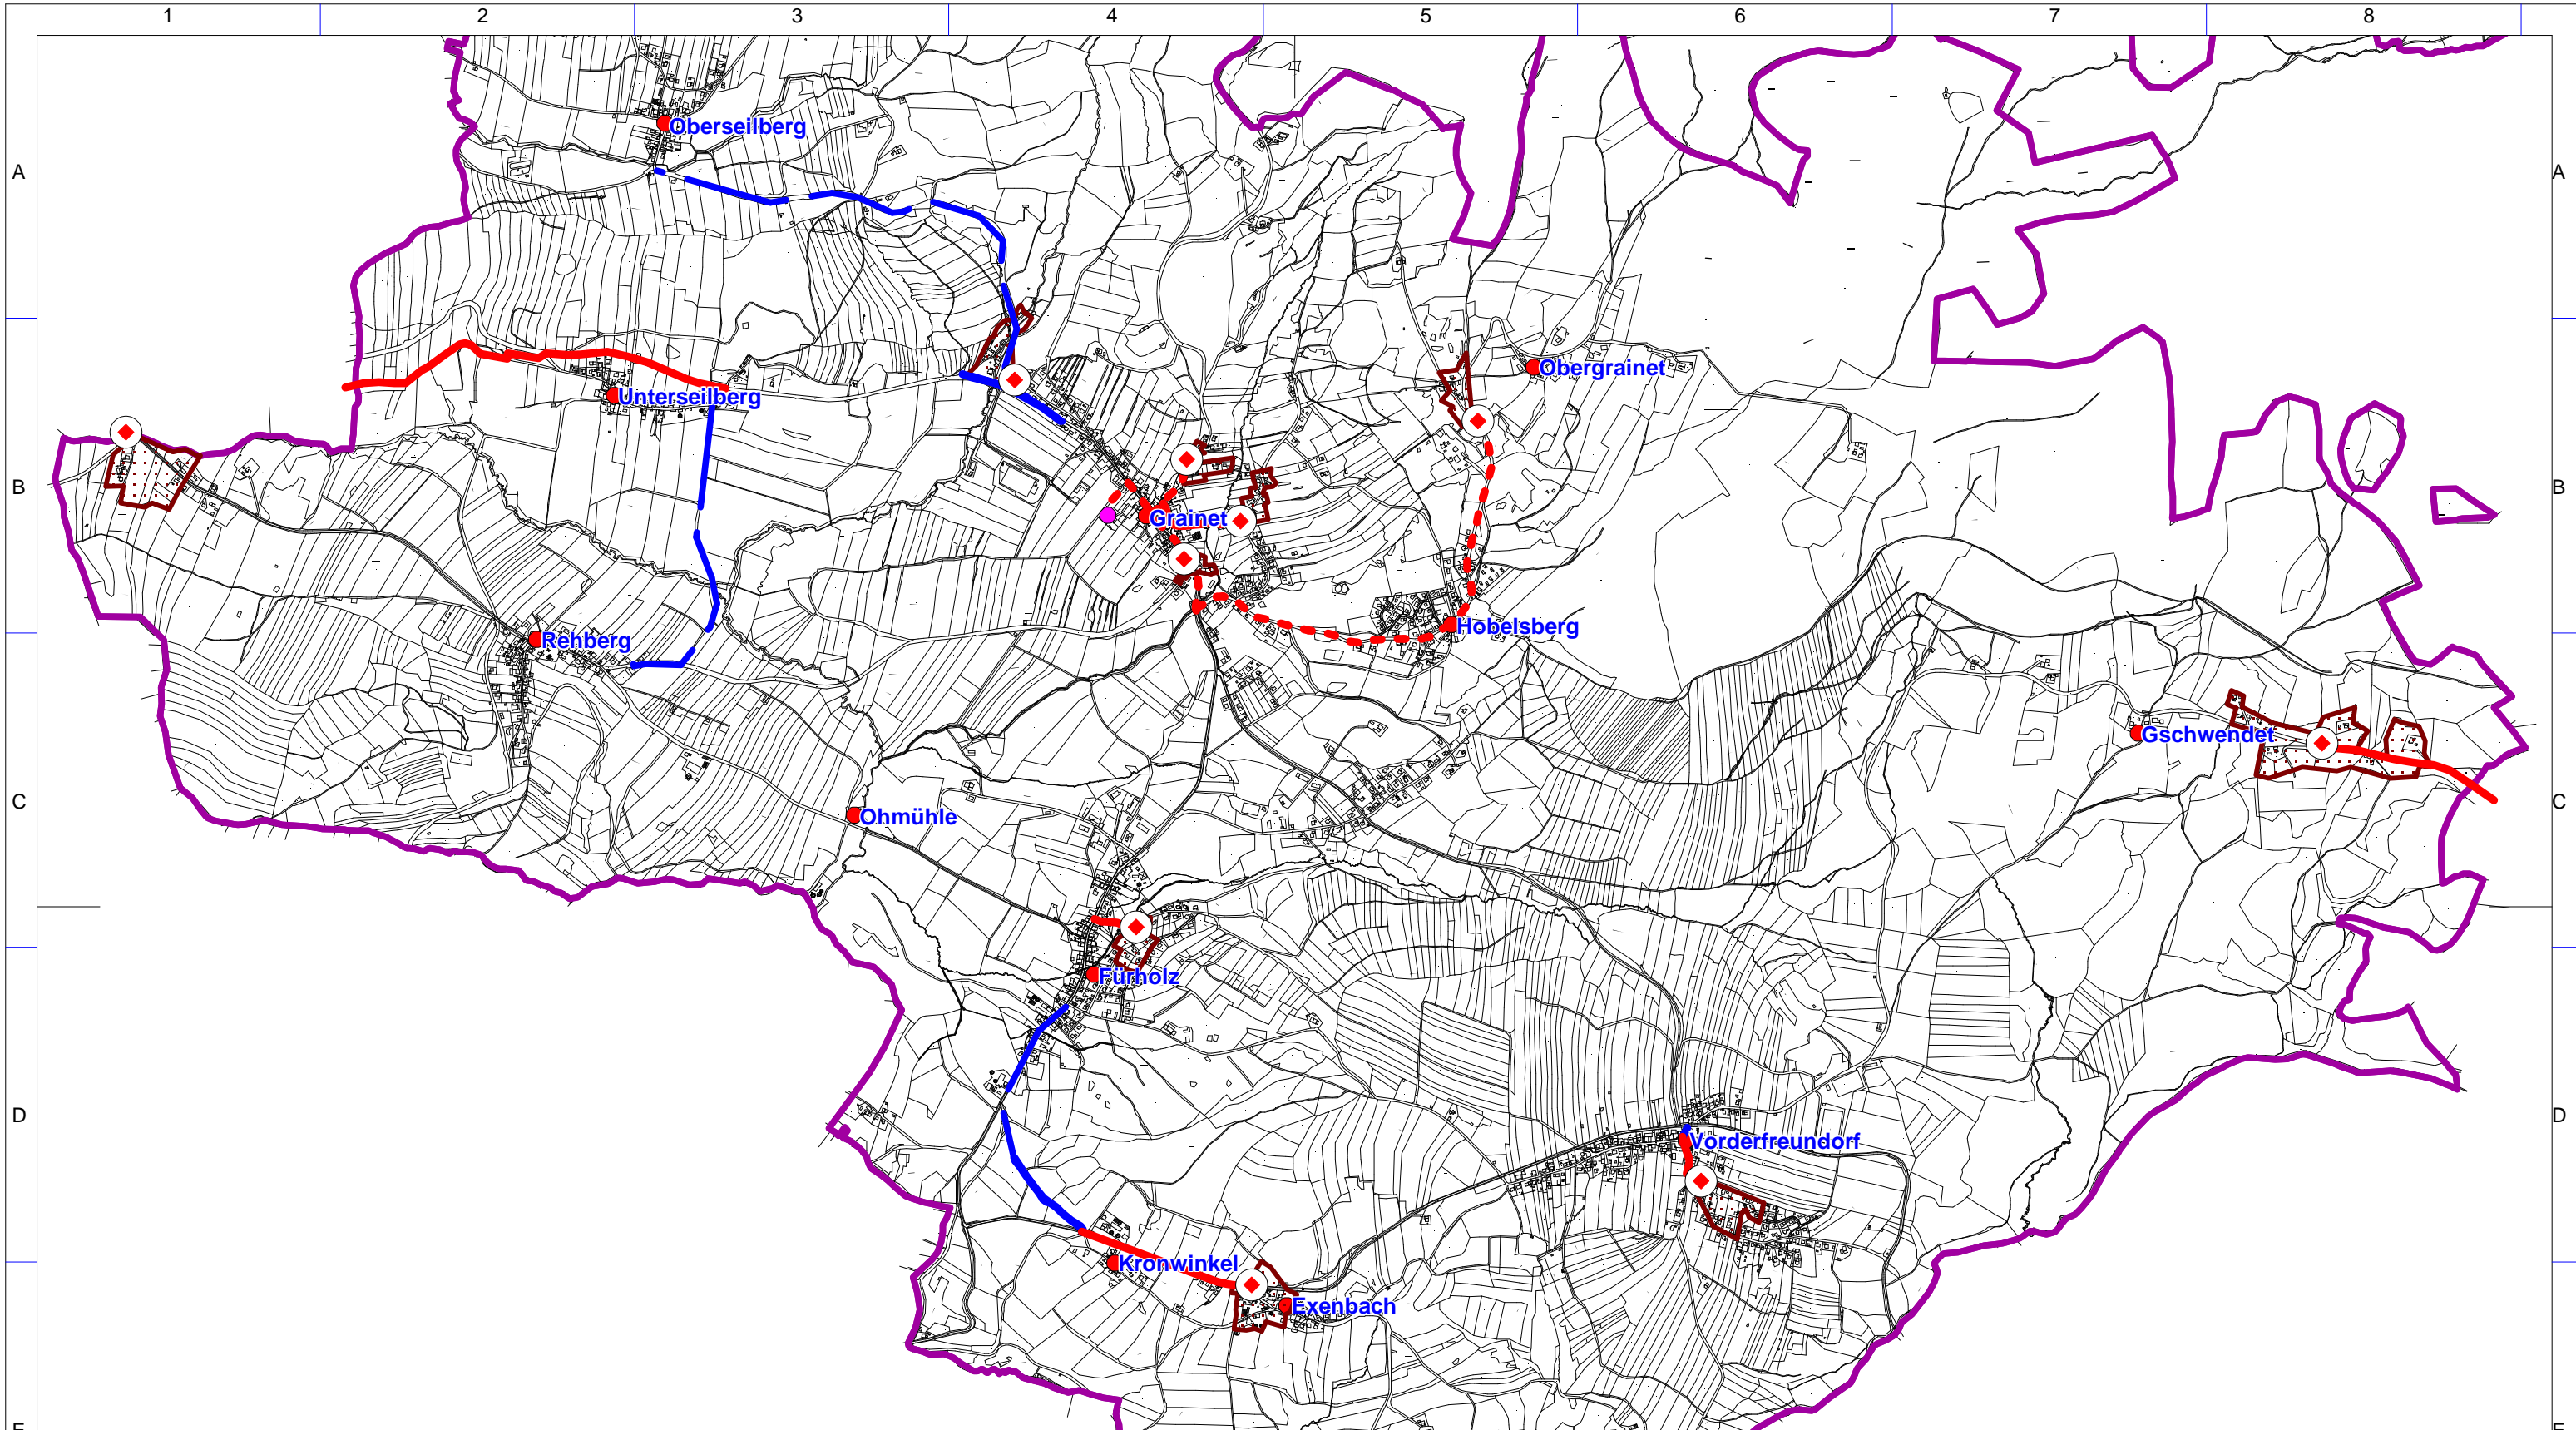 1 2 3 4 5 6 7 8
Oberseilberg
A A
Obergrainet
Unterseilberg
B B
Grainet
Hobelsberg
Rehberg
Gschwendet
C C
Ohmühle
Fürholz
D D
Vorderfreundorf
Kronwinkel
Exenbach